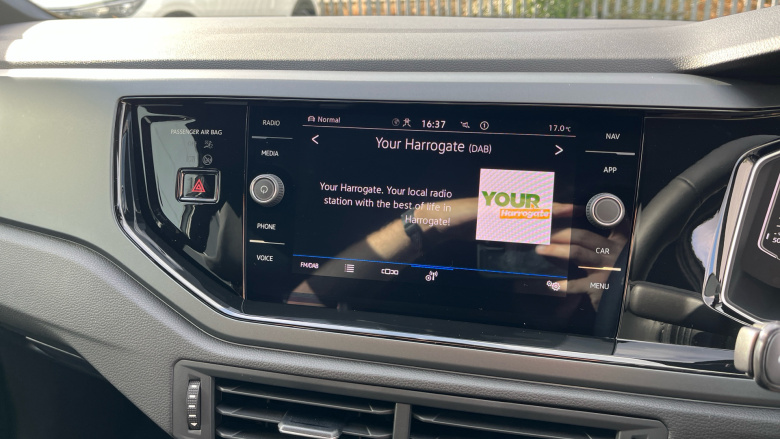 PASSENGER AIR BAG
RADIO
MEDIA
PHONE
VOICE
Normal
16:37
17.0°C
Your Harrogate (DAB)
Your Harrogate. Your local radio
station with the best of life in
Harrogate!
YOUR
Harrogate
FM/DAB
NAV
APP
CAR
MENU